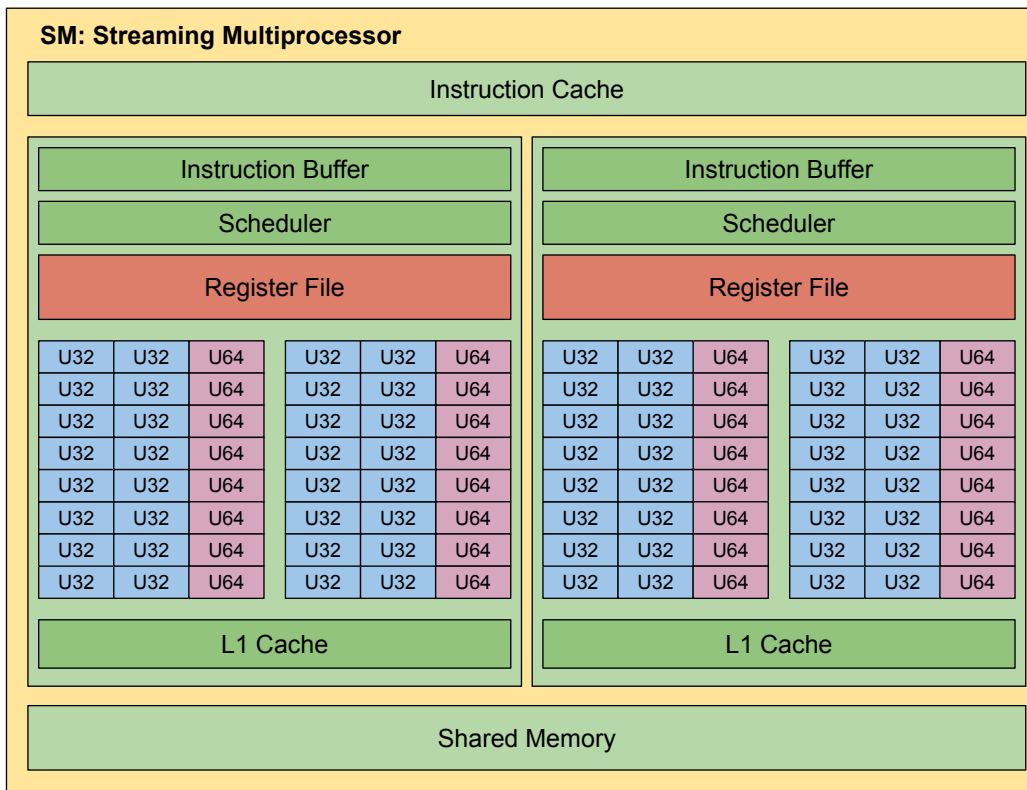 SM: Streaming Multiprocessor
Instruction Cache
Instruction Buffer Instruction Buffer
Scheduler Scheduler
Register File Register File
U32 U32 U64 U32 U32 U64 U32 U32 U64 U32 U32 U64
U32 U32 U64 U32 U32 U64 U32 U32 U64 U32 U32 U64
U32 U32 U64 U32 U32 U64 U32 U32 U64 U32 U32 U64
U32 U32 U64 U32 U32 U64 U32 U32 U64 U32 U32 U64
U32 U32 U64 U32 U32 U64 U32 U32 U64 U32 U32 U64
U32 U32 U64 U32 U32 U64 U32 U32 U64 U32 U32 U64
U32 U32 U64 U32 U32 U64 U32 U32 U64 U32 U32 U64
U32 U32 U64 U32 U32 U64 U32 U32 U64 U32 U32 U64
L1 Cache L1 Cache
Shared Memory